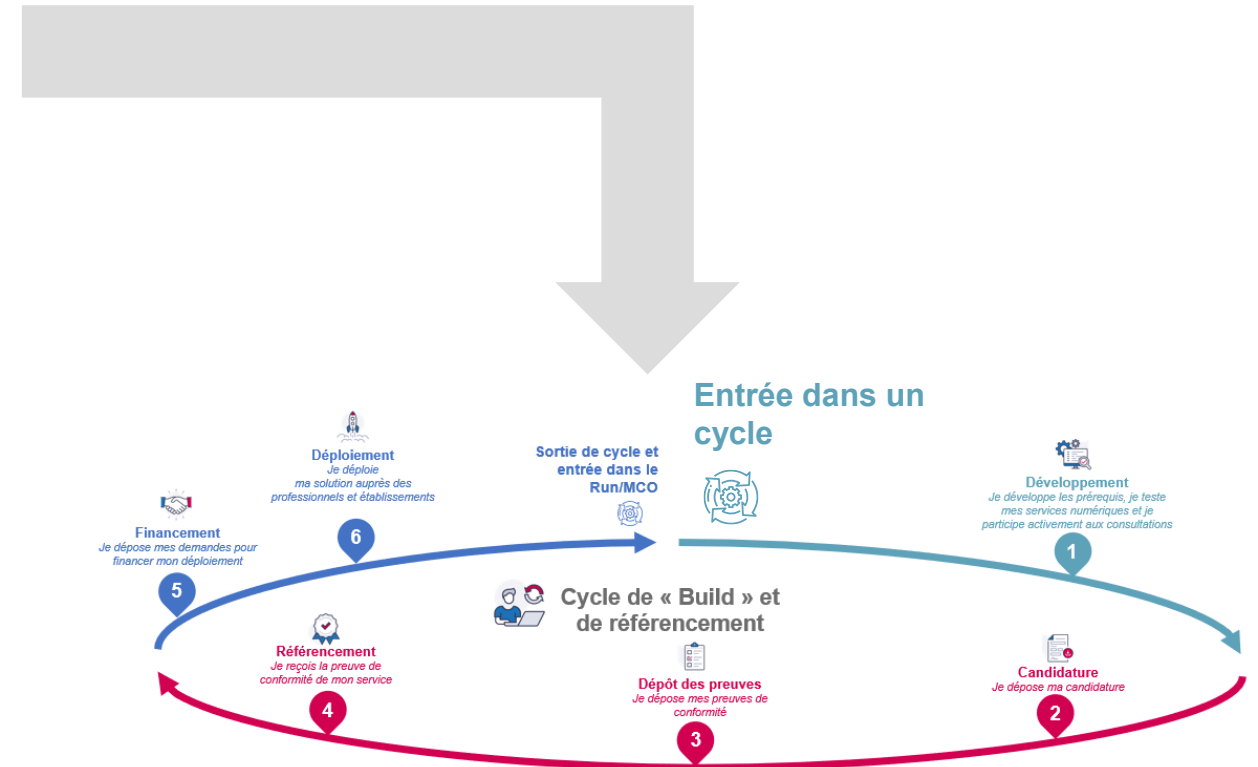 Entrée dans un
cycle
Sortie de cycle et
entrée dans le
Run/MCO
Développement
Je développe les prérequis, je teste
mes services numériques et je
participe activement aux consultations
1
Candidature
Je dépose ma candidature
2
Dépôt des preuves
Je dépose mes preuves de
conformité
3
Référencement
Je reçois la preuve de
conformité de mon service
4
Financement
Je dépose mes demandes pour
financer mon déploiement
5
Déploiement
Je déploie
ma solution auprès des
professionnels et établissements
6
Cycle de « Build » et
de référencement